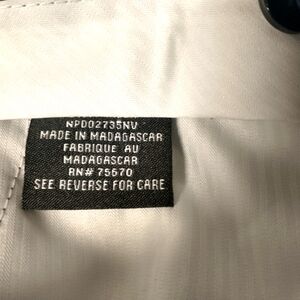 NPD02735NV
MADE IN MADAGASCAR
FABRIQUE AU
MADAGASCAR
RN# 75670
SEE REVERSE FOR CARE